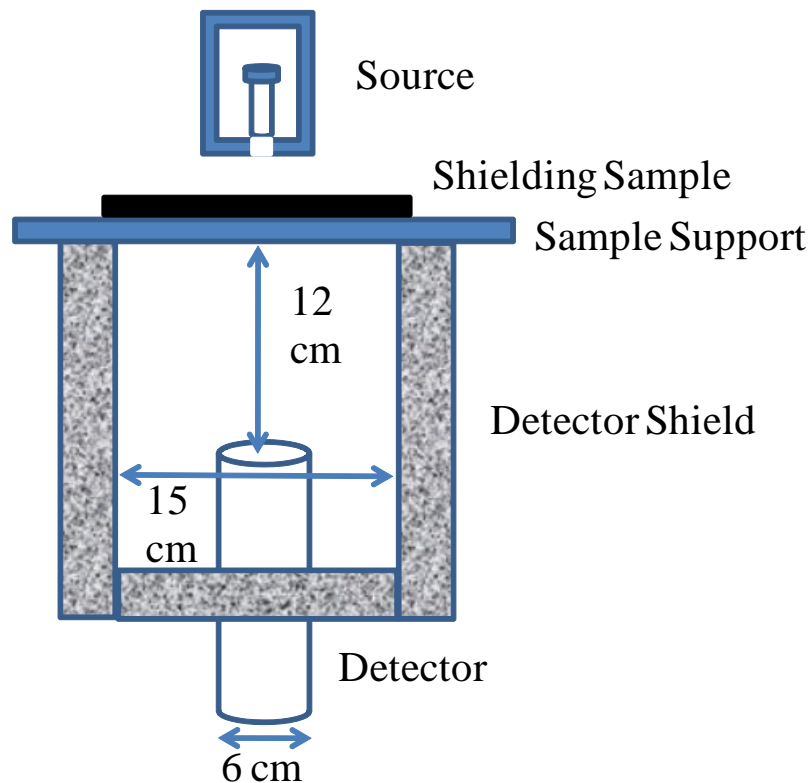 Source
Shielding Sample
Sample Support
12
cm
Detector Shield
15
cm
Detector
6 cm